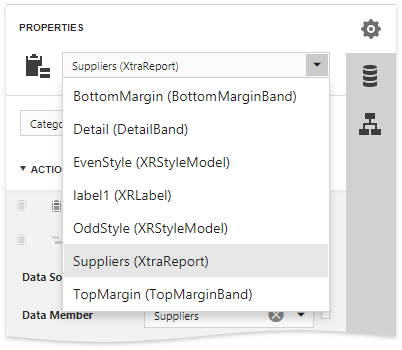 PROPERTIES
Suppliers (XtraReport)
BottomMargin (BottomMarginBand)
Detail (DetailBand)
EvenStyle (XRStyleModel)
label1 (XRLabel)
OddStyle (XRStyleModel)
Suppliers (XtraReport)
TopMargin (TopMarginBand)
Catego
ACTIO
Data So
Data Member Suppliers